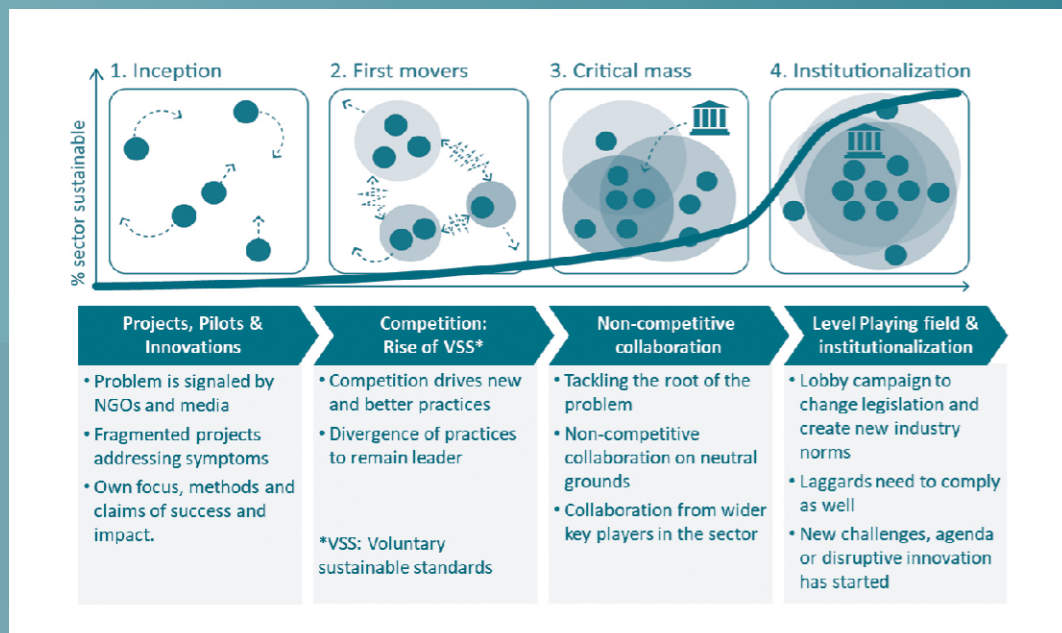 1. Inception
2. First movers
3. Critical mass
4. Institutionalization
% sector sustainable
Projects, Pilots &
Innovations
• Problem is signaled by
NGOs and media
• Fragmented projects
addressing symptoms
• Own focus, methods and
claims of success and
impact.
Competition:
Rise of VSS*
• Competition drives new
and better practices
• Divergence of practices
to remain leader
*VSS: Voluntary
sustainable standards
Non-competitive
collaboration
• Tackling the root of the
problem
• Non-competitive
collaboration on neutral
grounds
• Collaboration from wider
key players in the sector
Level Playing field &
institutionalization
• Lobby campaign to
change legislation and
create new industry
norms
• Laggards need to comply
as well
• New challenges, agenda
or disruptive innovation
has started